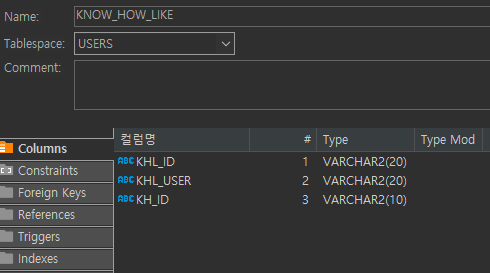 Name: KNOW_HOW_LIKE
Tablespace: USERS
Comment:
Columns
Constraints
Foreign Keys
References
Triggers
Indexes
컬럼명 # Type Type Mod
ABC KHL_ID 1 VARCHAR2(20)
ABC KHL_USER 2 VARCHAR2(20)
ABC KH_ID 3 VARCHAR2(10)